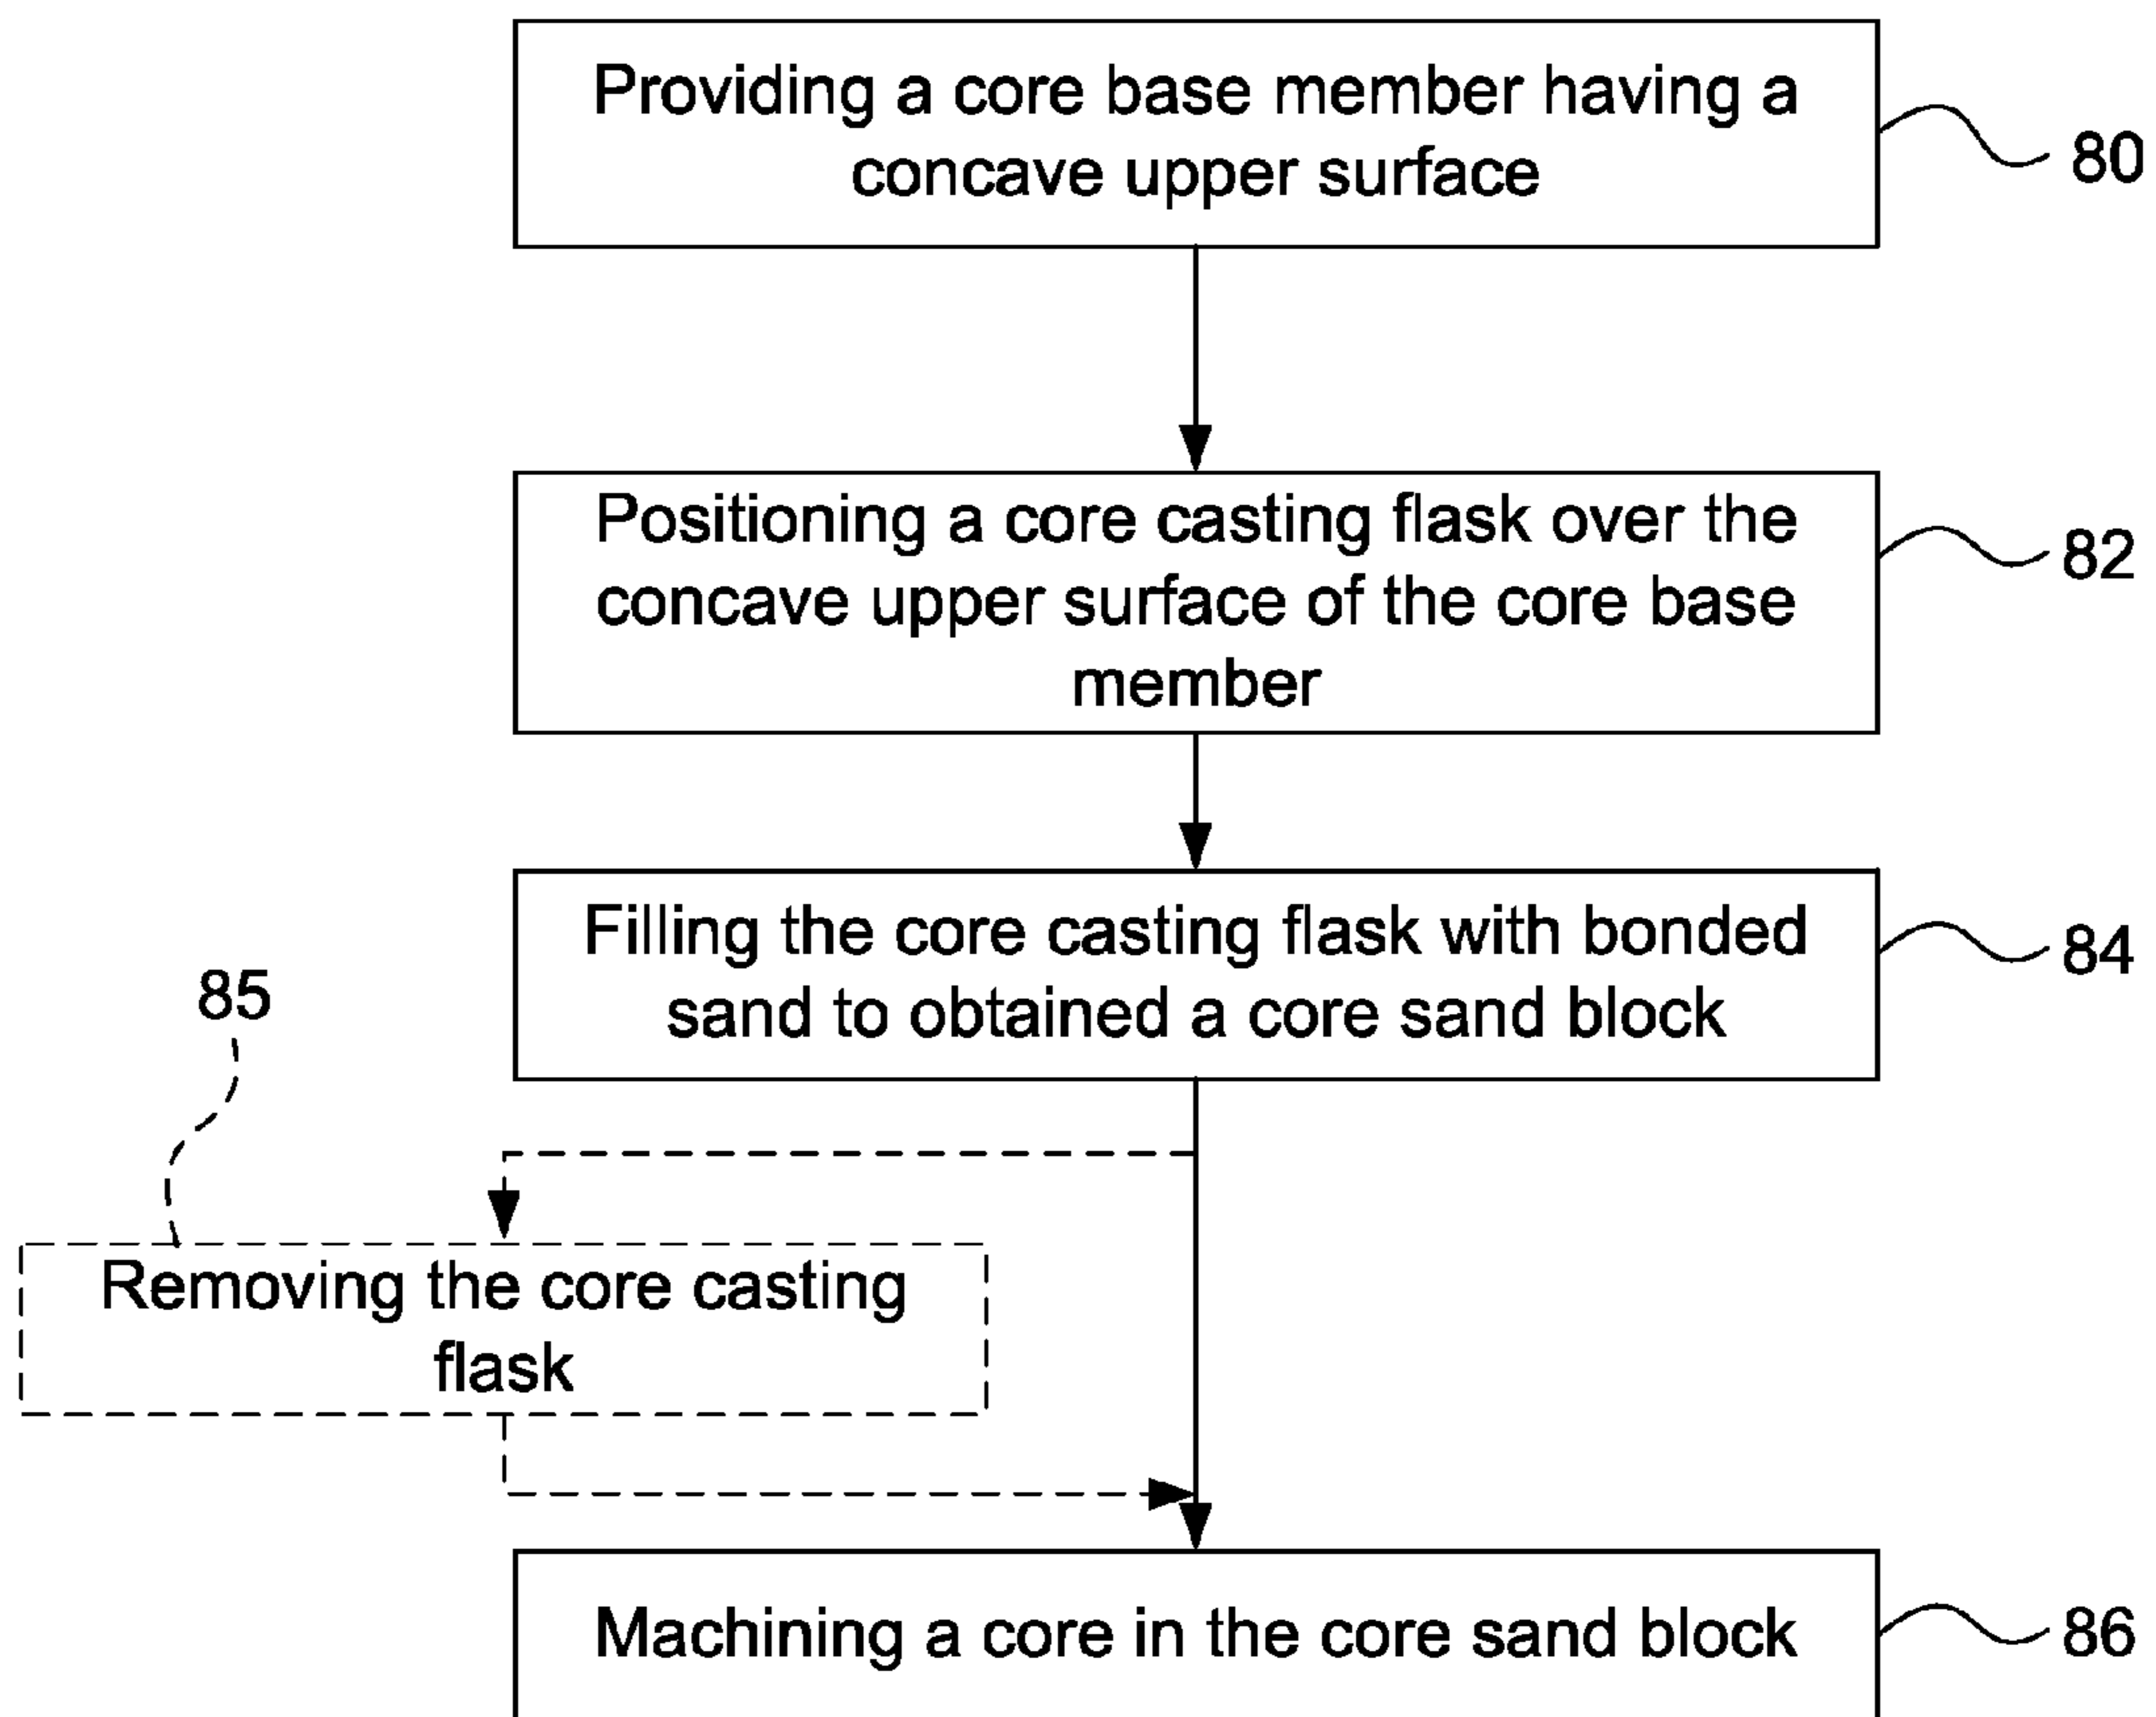 Providing a core base member having a
concave upper surface
80
Positioning a core casting flask over the
concave upper surface of the core base
member
82
Filling the core casting flask with bonded
sand to obtained a core sand block
84
85
Removing the core casting
flask
Machining a core in the core sand block
86